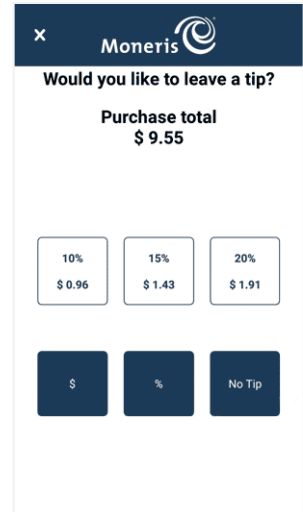 x
Moneris
Would you like to leave a tip?
Purchase total
$ 9.55
10%
$ 0.96
15%
$ 1.43
20%
$ 1.91
$
%
No Tip